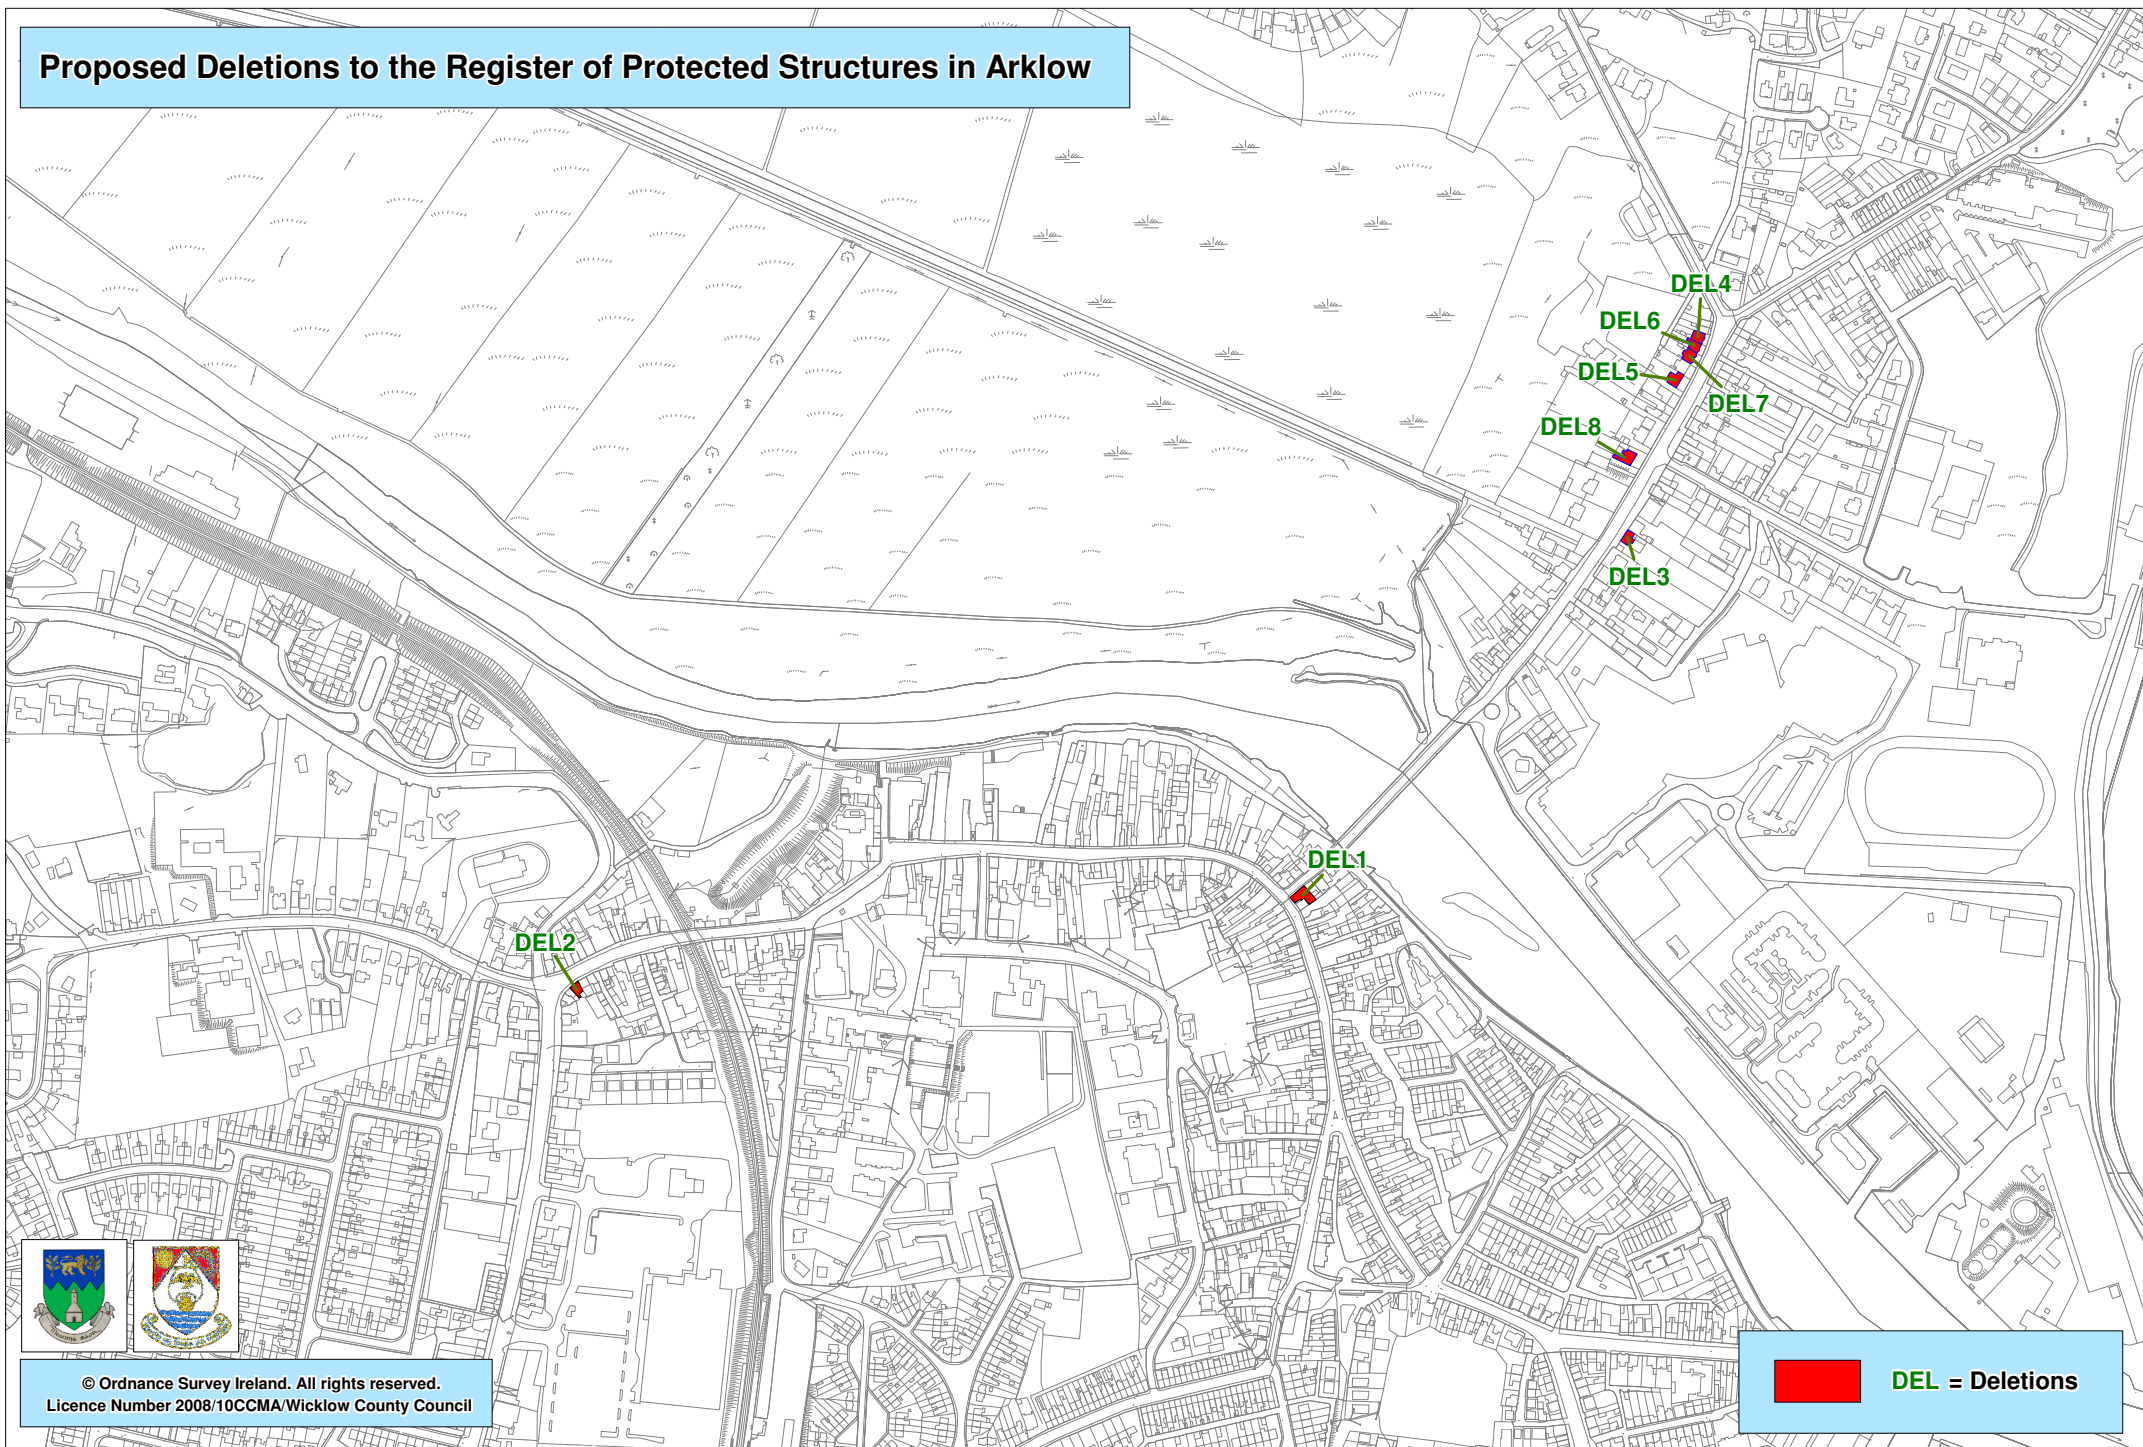 Proposed Deletions to the Register of Protected Structures in Arklow
DEL4
DEL6
DEL5
DEL7
DEL8
DEL3
DEL1
DEL2
© Ordnance Survey Ireland. All rights reserved.
Licence Number 2008/10CCMA/Wicklow County Council
DEL = Deletions